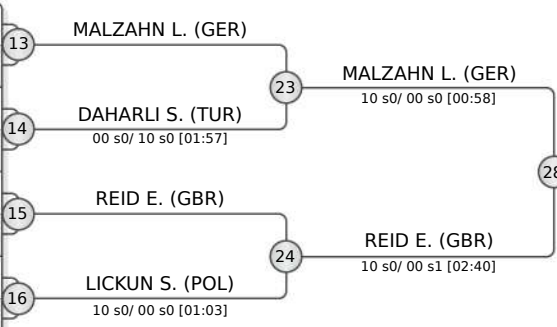 MALZAHN L. (GER)
13
23
MALZAHN L. (GER)
10 s0/ 00 s0 [00:58]
DAHARLI S. (TUR)
14
00 s0/ 10 s0 [01:57]
28
REID E. (GBR)
15
REID E. (GBR)
24
10 s0/ 00 s1 [02:40]
LICKUN S. (POL)
16
10 s0/ 00 s0 [01:03]